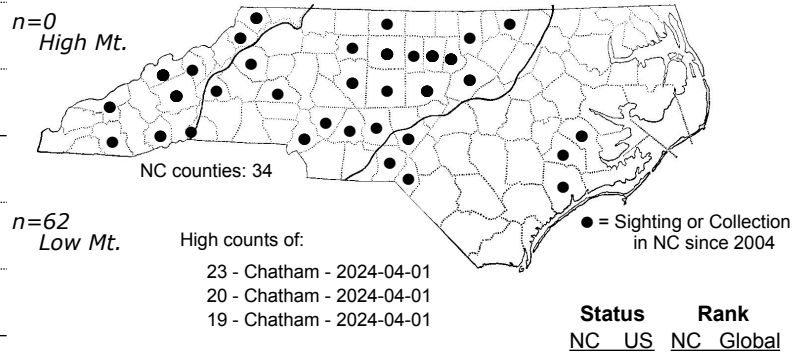 n=0
High Mt.
NC counties: 34
n=62
Low Mt.
High counts of:
23 - Chatham - 2024-04-01
20 - Chatham - 2024-04-01
19 - Chatham - 2024-04-01
● = Sighting or Collection
in NC since 2004
Status Rank
NC US NC Global